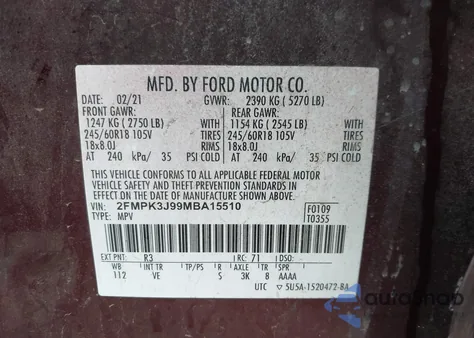 MFD. BY FORD MOTOR CO.
DATE: 02/21 GVWR: 2390 KG ( 5270 LB)
FRONT GAWR: REAR GAWR:
1247 KG ( 2750 LB) WITH 1154 KG ( 2545 LB) WITH
245/60R18 105V TIRES 245/60R18 105V TIRES
18x8.0J RIMS 18x8.0J RIMS
AT 240 kPa/ 35 PSI COLD AT 240 kPa/ 35 PSI COLD
THIS VEHICLE CONFORMS TO ALL APPLICABLE FEDERAL MOTOR
VEHICLE SAFETY AND THEFT PREVENTION STANDARDS IN
EFFECT ON THE DATE OF MANUFACTURE SHOWN ABOVE.
VIN: 2FMPK3J99MBA15510 F0109
TYPE: MPV T0355
EXT PNT: R3 RC: 71 DSO:
WB INT TR TP/PS R AXLE TR SPR
112 VE S 3K 8 AAAA
UTC ▽ 5U5A-1520472-BA
autoasnap